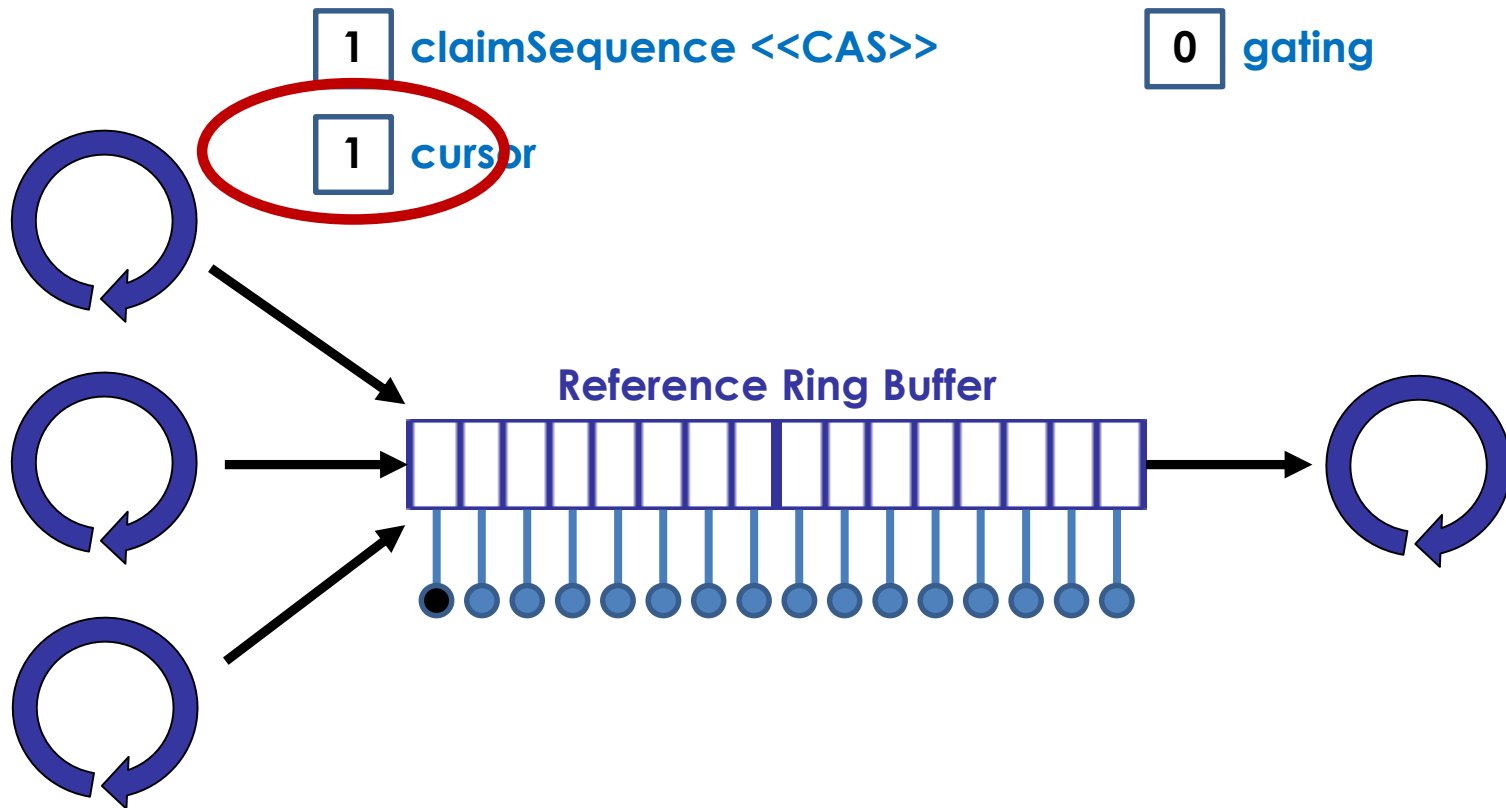 1 claimSequence <<CAS>> 0 gating
1 cursor
Reference Ring Buffer